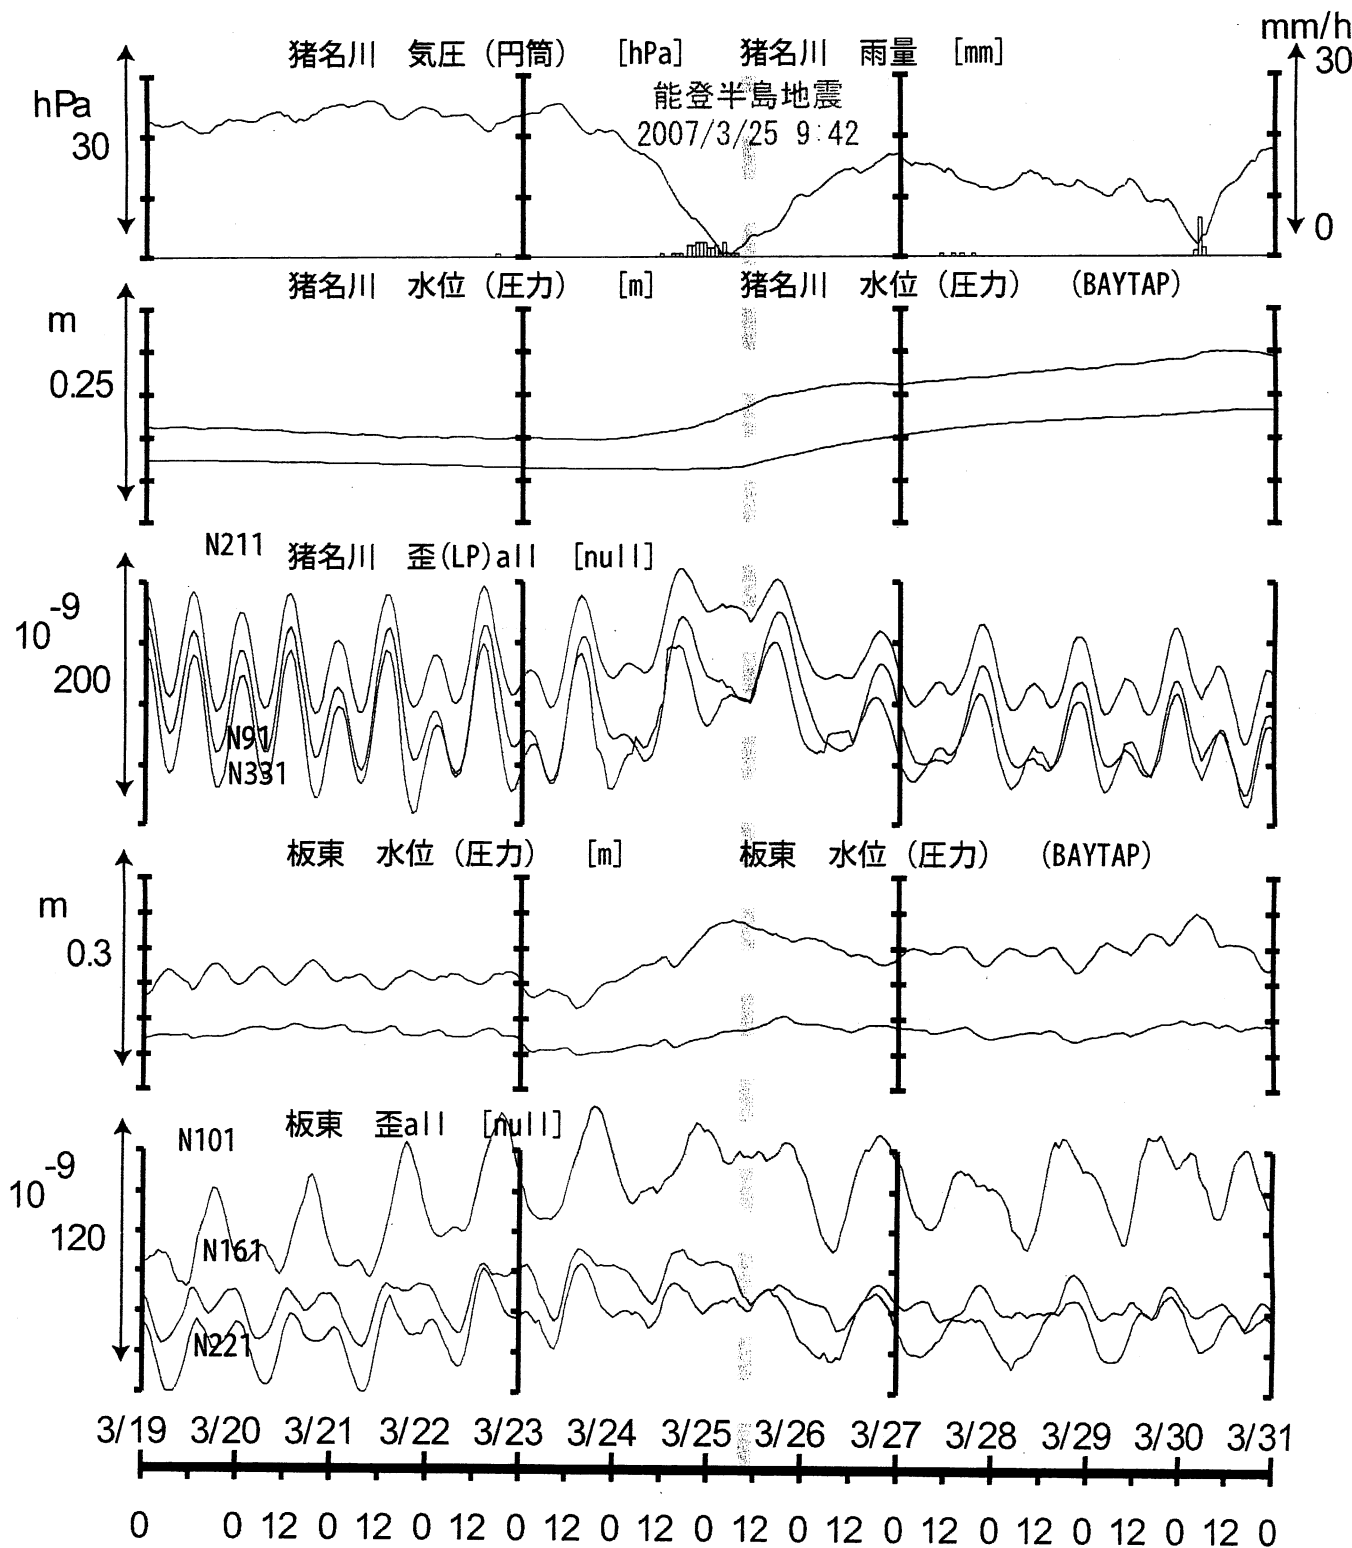 mm/h
猪名川 気圧(円筒) [hPa] 猪名川 雨量 [mm]
30
hPa
能登半島地震
30
2007/3/25 9:42
0
猪名川 水位(圧力) [m] 猪名川 水位(圧力) (BAYTAP)
m
0.25
N211
猪名川 歪(LP)all [null]
10-9
200
N91
N331
板東 水位(圧力) [m] 板東 水位(圧力) (BAYTAP)
m
0.3
板東 歪all [null]
N101
10-9
120
N161
N221
3/19 3/20 3/21 3/22 3/23 3/24 3/25 3/26 3/27 3/28 3/29 3/30 3/31
0 0 12 0 12 0 12 0 12 0 12 0 12 0 12 0 12 0 12 0 12 0 12 0